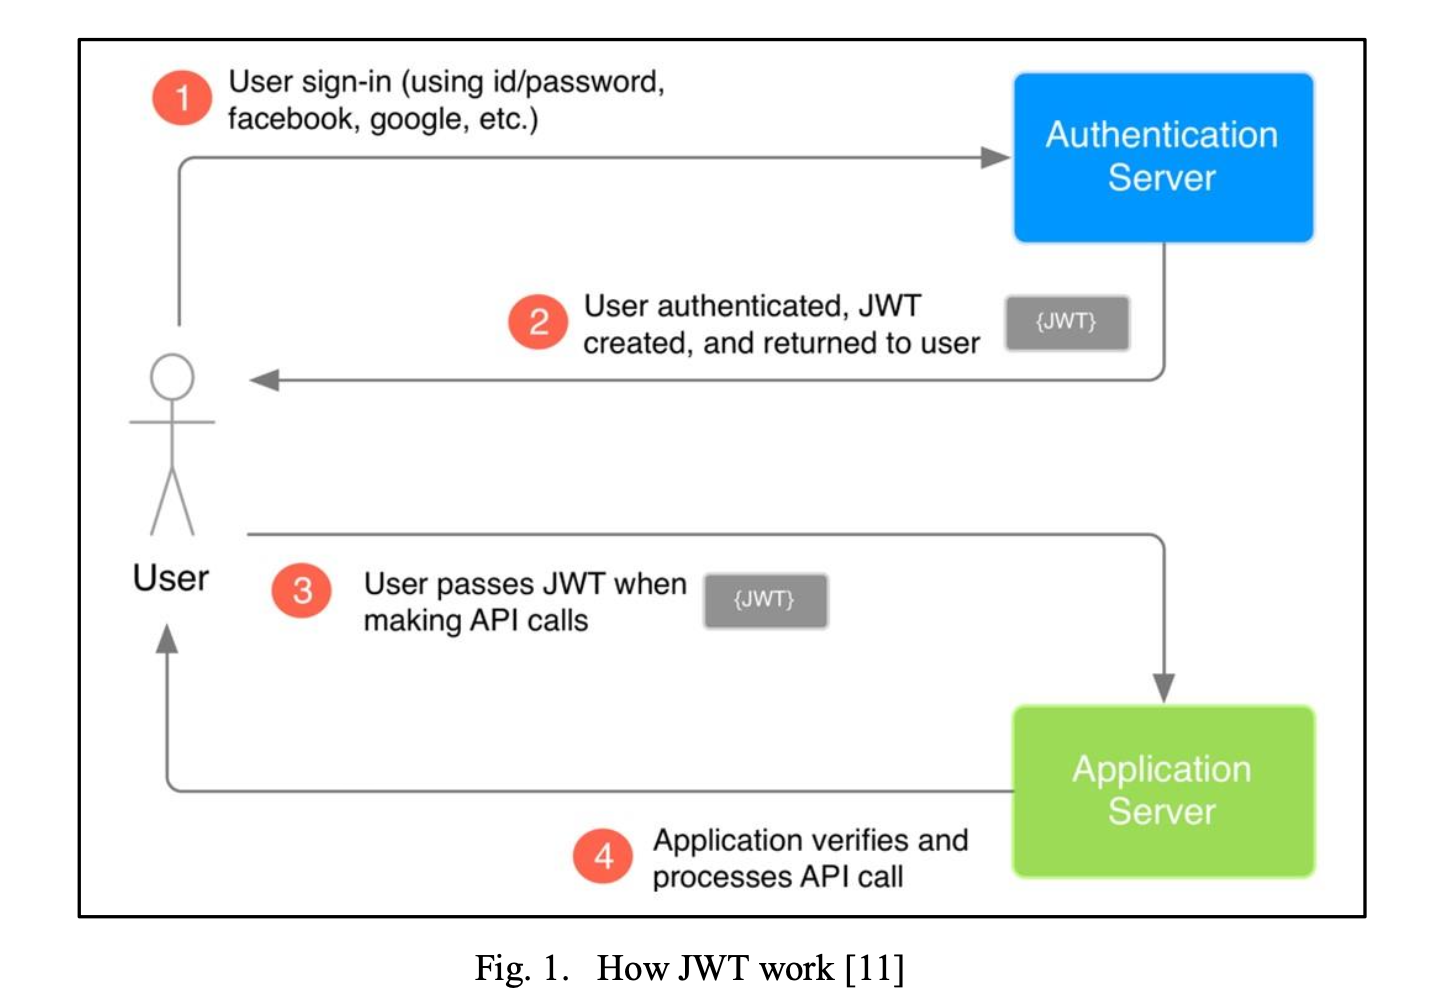 1
User sign-in (using id/password,
facebook, google, etc.)
Authentication
Server
2
User authenticated, JWT
created, and returned to user
{JWT}
User
3
User passes JWT when
making API calls
{JWT}
Application
Server
4
Application verifies and
processes API call
Fig. 1. How JWT work [11]